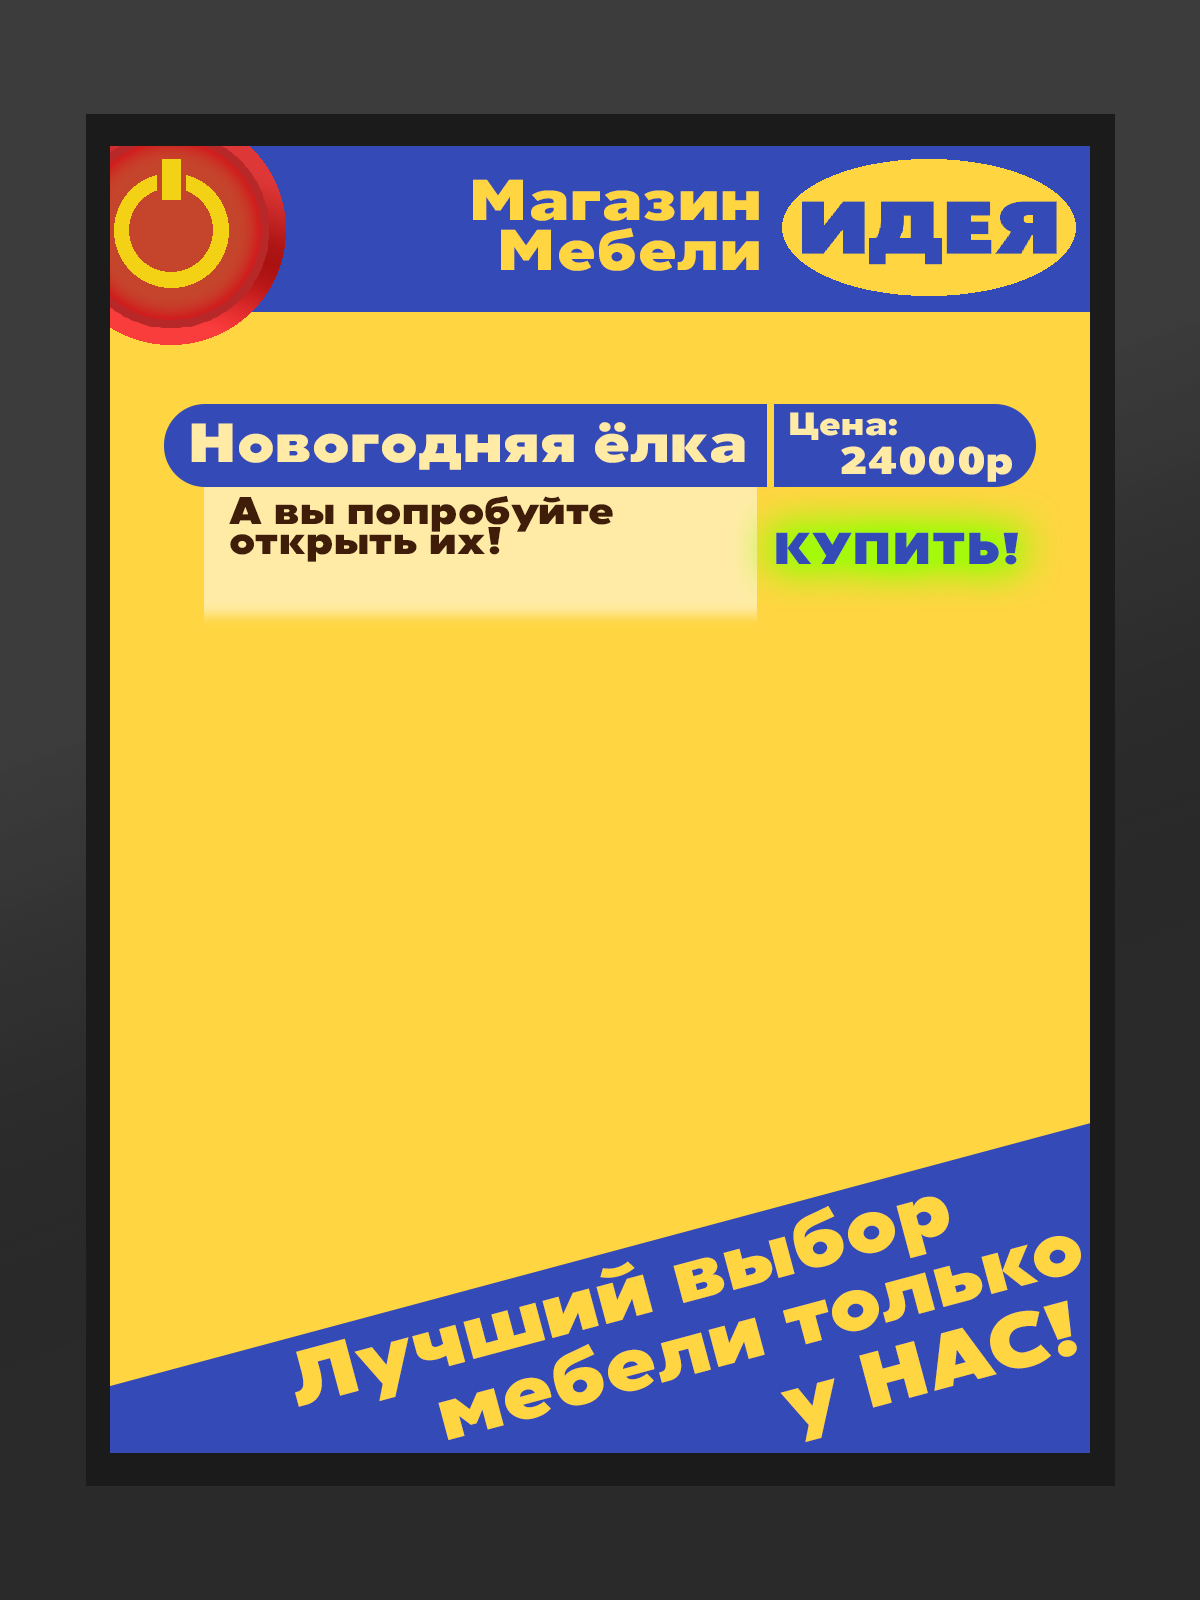 Магазин
Мебели
ИДЕЯ
Новогодняя ёлка
Цена:
24000р
А вы попробуйте
открыть их!
КУПИТЬ!
Лучший выбор
мебели только
у НАС!